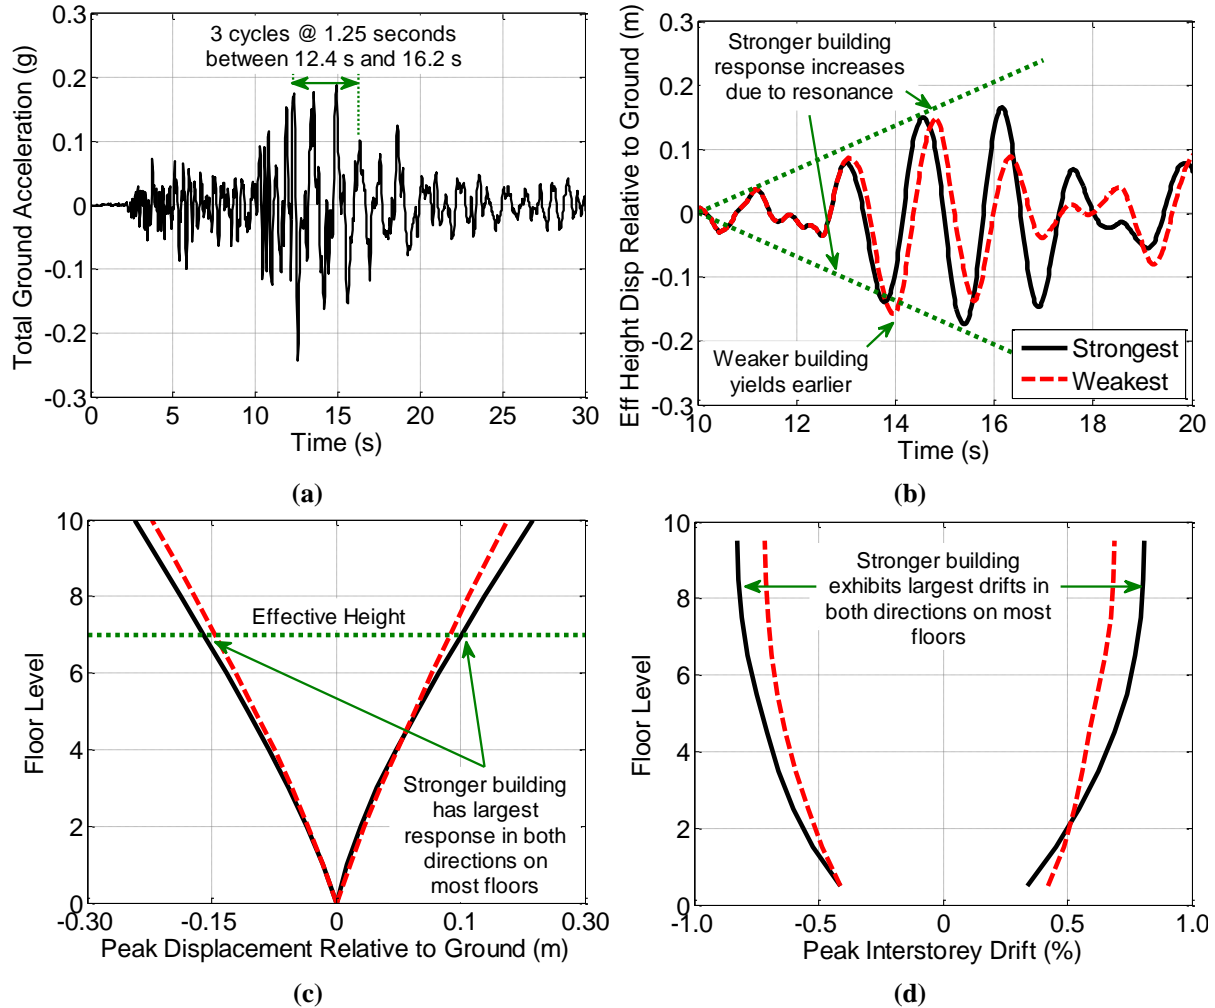 0.3
0.2
0.1
0
-0.1
-0.2
-0.3
Total Ground Acceleration (g)
3 cycles @ 1.25 seconds
between 12.4 s and 16.2 s
0 5 10 15 20 25 30
Time (s)
(a)
0.3
0.2
0.1
0
-0.1
-0.2
-0.3
Eff Height Disp Relative to Ground (m)
Stronger building
response increases
due to resonance
Weaker building
yields earlier
Strongest
Weakest
10 12 14 16 18 20
Time (s)
(b)
10
8
6
4
2
0
Floor Level
Effective Height
Stronger building
has largest
response in both
directions on
most floors
-0.30 -0.15 0 0.1 0.30
Peak Displacement Relative to Ground (m)
(c)
10
8
6
4
2
0
Floor Level
Stronger building
exhibits largest drifts in
both directions on most
floors
-1.0 -0.5 0 0.5 1.0
Peak Interstorey Drift (%)
(d)